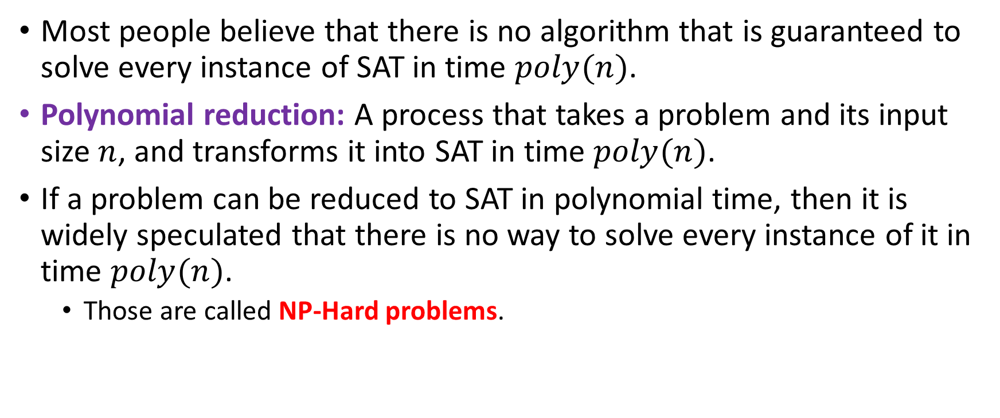 • Most people believe that there is no algorithm that is guaranteed to
solve every instance of SAT in time poly(n).
• Polynomial reduction: A process that takes a problem and its input
size n, and transforms it into SAT in time poly(n).
• If a problem can be reduced to SAT in polynomial time, then it is
widely speculated that there is no way to solve every instance of it in
time poly(n).
• Those are called NP-Hard problems.